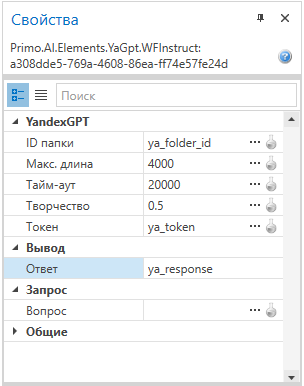 Свойства
Primo.AI.Elements.YaGpt.WFInstruct:
a308dde5-769a-4608-86ea-ff74e57fe24d
Поиск
YandexGPT
ID папки ya_folder_id ...
Макс. длина 4000 ...
Тайм-аут 20000 ...
Творчество 0.5 ...
Токен ya_token ...
Вывод
Ответ ya_response
Запрос
Вопрос ...
Общие